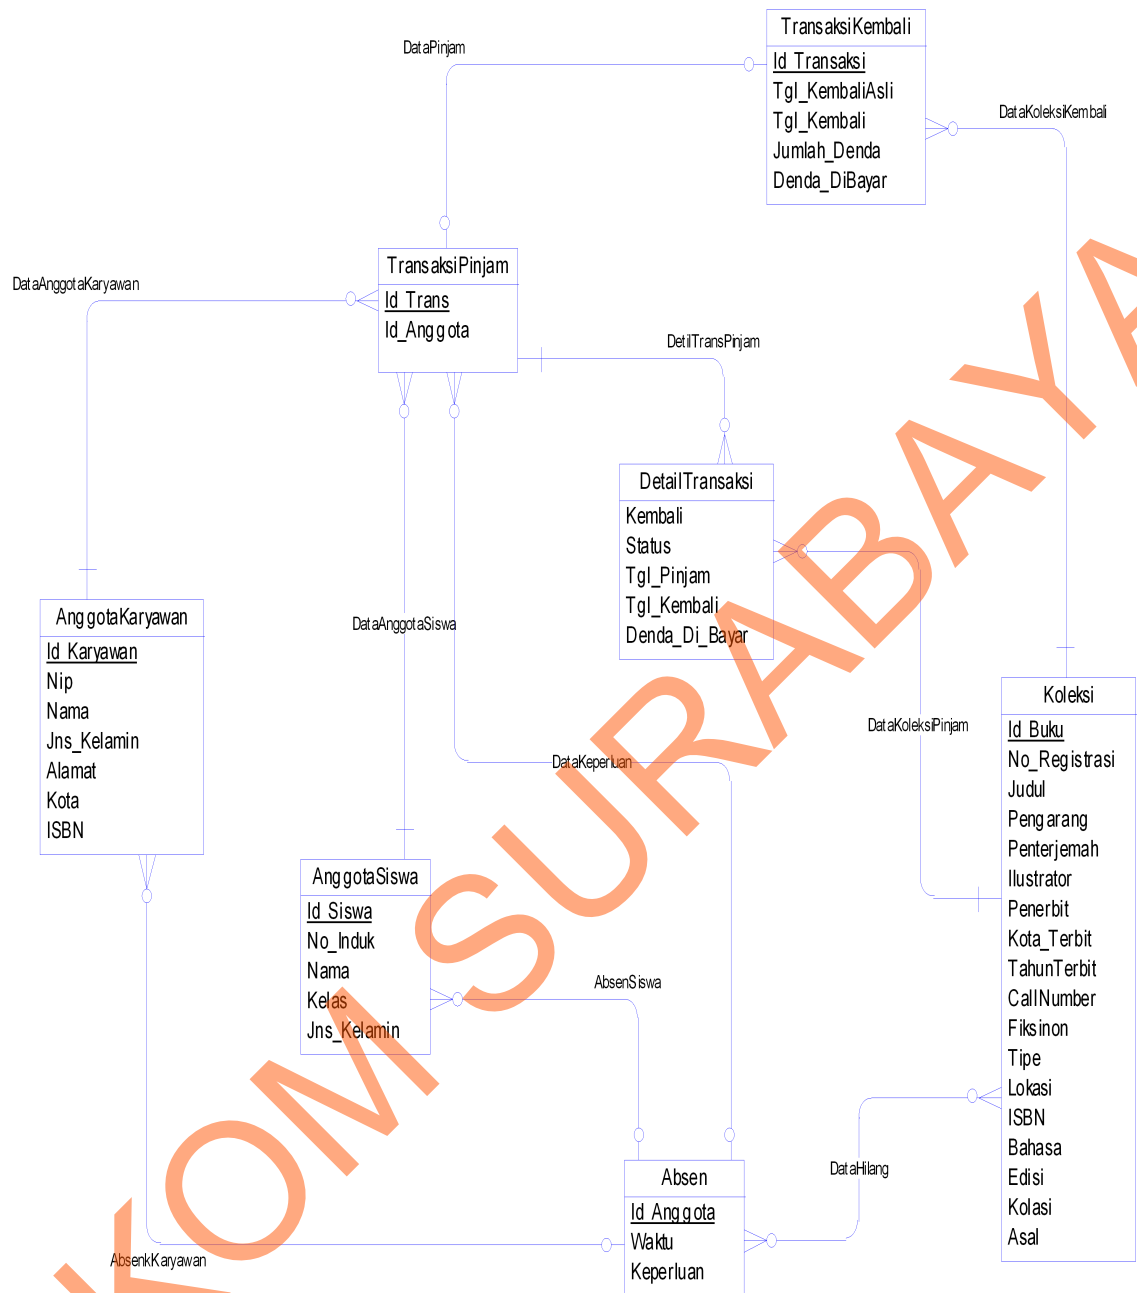 TransaksiKembali
Id_Transaksi
Tgl_KembaliAsli
Tgl_Kembali
Jumlah_Denda
Denda_DiBayar
DataPinjam
DataKoleksiKembali
TransaksiPinjam
Id_Trans
Id_Anggota
DataAnggotaKaryawan
DetilTransPinjam
DetailTransaksi
Kembali
Status
Tgl_Pinjam
Tgl_Kembali
Denda_Di_Bayar
AnggotaKaryawan
Id_Karyawan
Nip
Nama
Jns_Kelamin
Alamat
Kota
ISBN
DataAnggotaSiswa
DataKeperluan
DataKoleksiPinjam
Koleksi
Id_Buku
No_Registrasi
Judul
Pengarang
Penterjemah
Ilustrator
Penerbit
Kota_Terbit
TahunTerbit
CallNumber
Fiksinon
Tipe
Lokasi
ISBN
Bahasa
Edisi
Kolasi
Asal
AnggotaSiswa
Id_Siswa
No_Induk
Nama
Kelas
Jns_Kelamin
AbsenSiswa
DataHilang
Absen
Id_Anggota
Waktu
Keperluan
AbsenkKaryawan
KOM SURABAYA